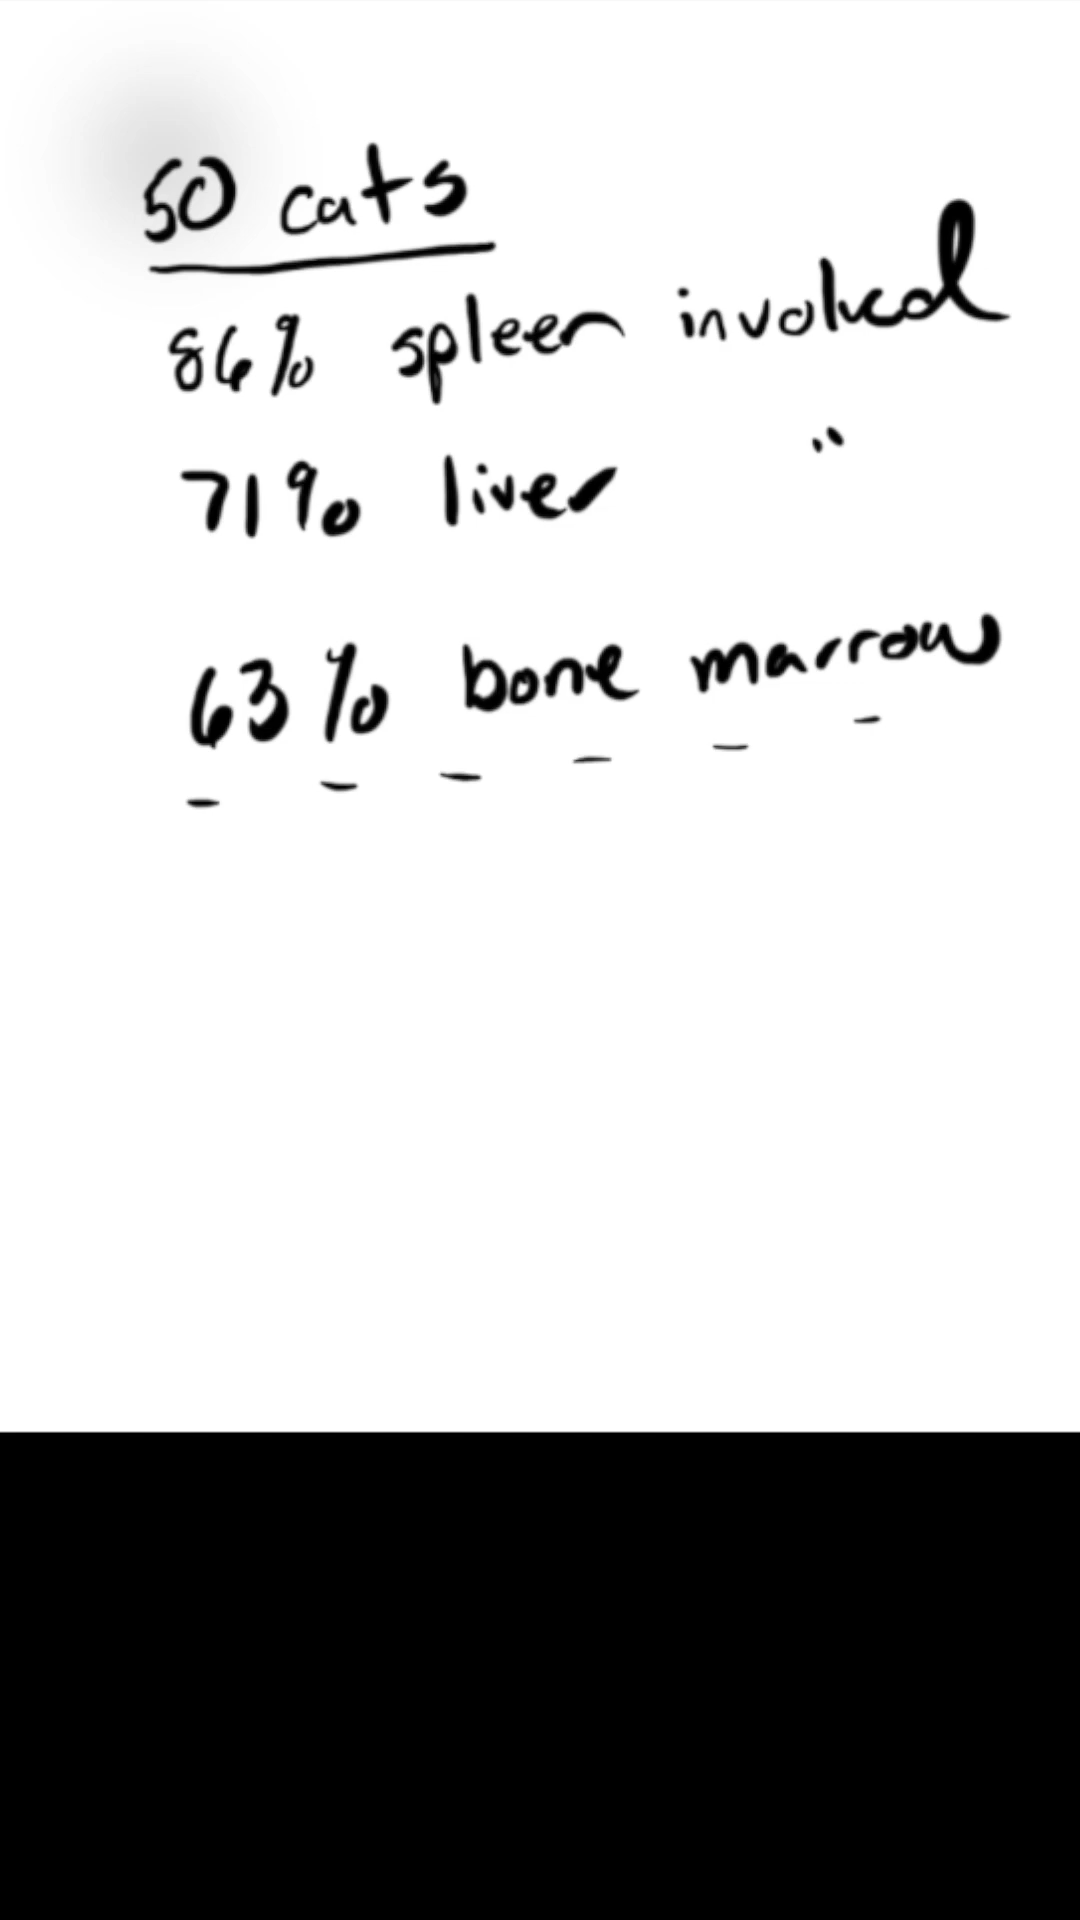 50 cats
86% spleen involved
71% liver "
63% bone marrow